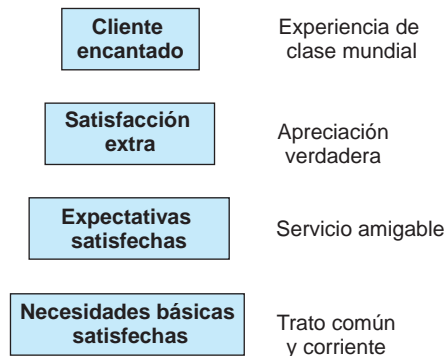 Cliente
encantado
Experiencia de
clase mundial
Satisfacción
extra
Apreciación
verdadera
Expectativas
satisfechas
Servicio amigable
Necesidades básicas
satisfechas
Trato común
y corriente